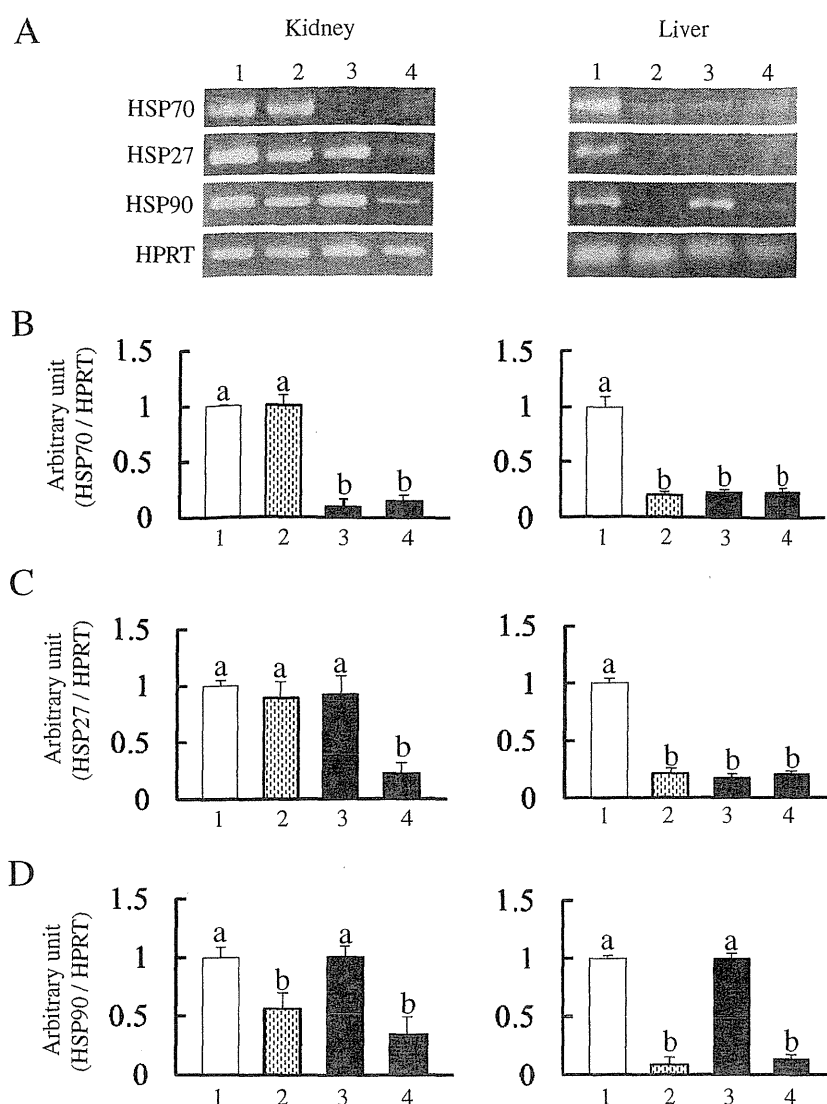 A
Kidney Liver
1 2 3 4 1 2 3 4
HSP70
HSP27
HSP90
HPRT
B
Arbitrary unit
(HSP70 / HPRT)
1.5 1.5
a a a
1 1
0.5 0.5
b b b b b
0 0
1 2 3 4 1 2 3 4
C
Arbitrary unit
(HSP27 / HPRT)
1.5 1.5
a a a a
1 1
0.5 0.5
b b b b
0 0
1 2 3 4 1 2 3 4
D
Arbitrary unit
(HSP90 / HPRT)
1.5 1.5
a a a a
1 1
b
0.5 0.5
b b b
0 0
1 2 3 4 1 2 3 4